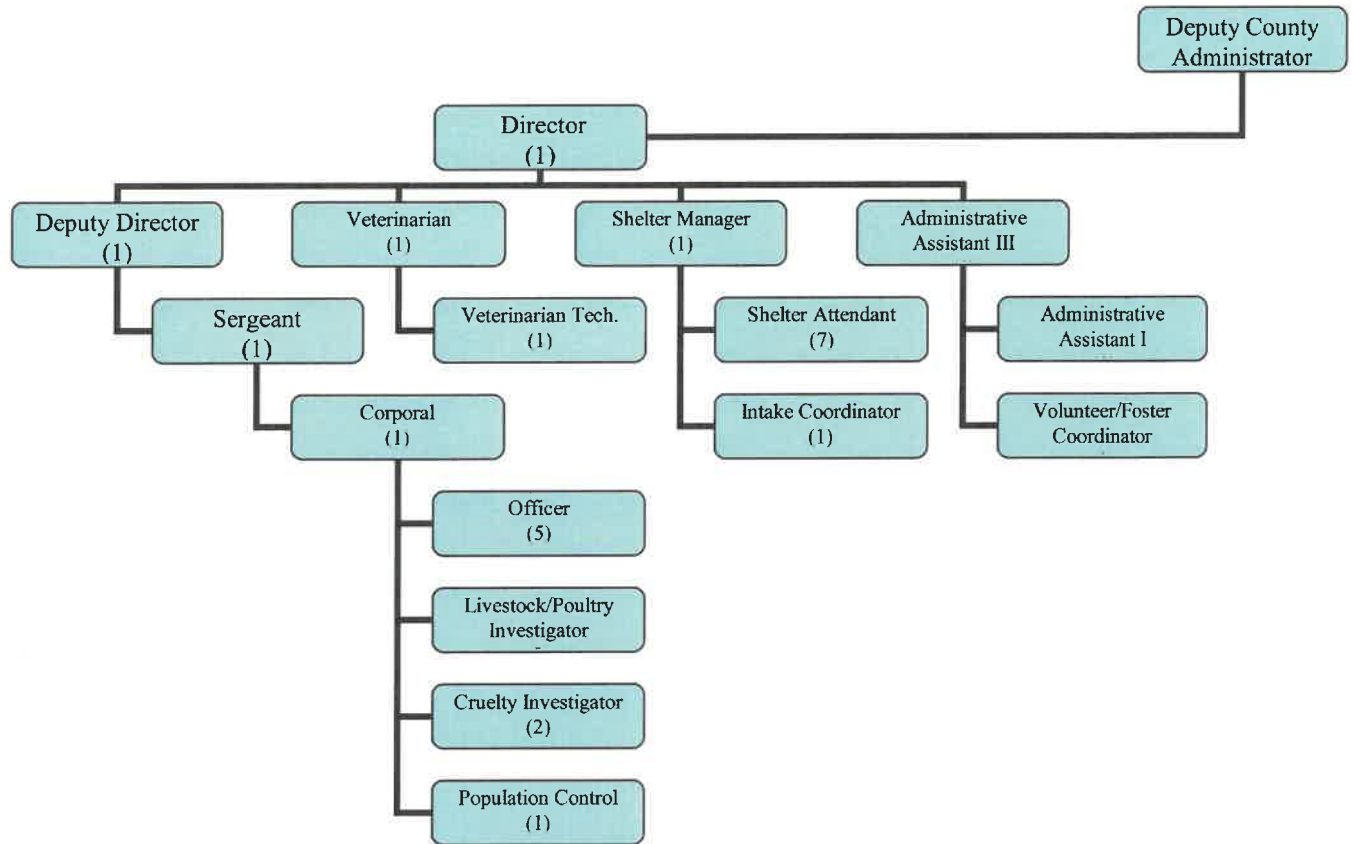 Deputy County
Administrator
Director
(1)
Deputy Director
(1)
Veterinarian
(1)
Shelter Manager
(1)
Administrative
Assistant III
Sergeant
(1)
Veterinarian Tech.
(1)
Shelter Attendant
(7)
Administrative
Assistant I
Corporal
(1)
Intake Coordinator
(1)
Volunteer/Foster
Coordinator
Officer
(5)
Livestock/Poultry
Investigator
Cruelty Investigator
(2)
Population Control
(1)